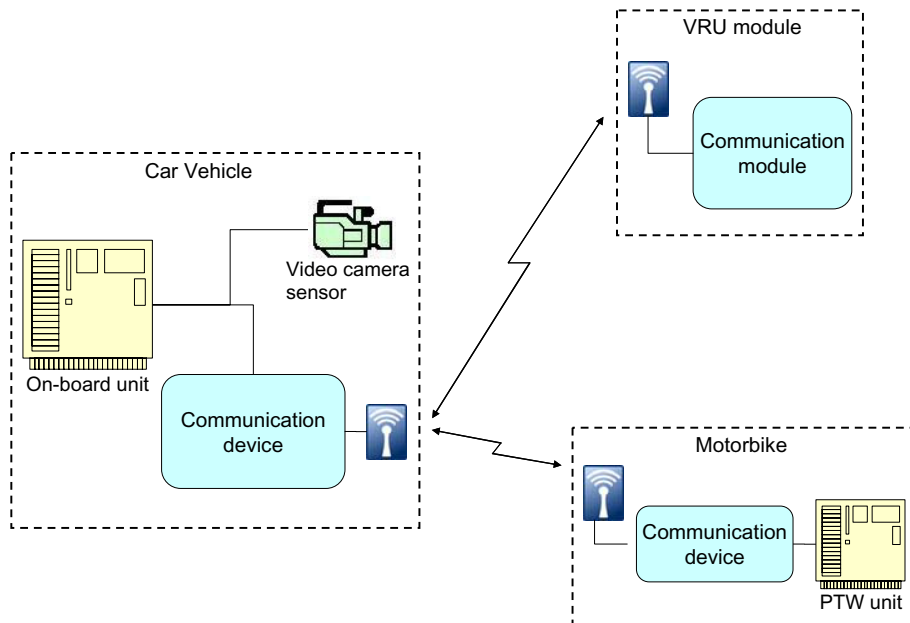 VRU module
Communication
module
Car Vehicle
Video camera
sensor
On-board unit
Communication
device
Motorbike
Communication
device
PTW unit